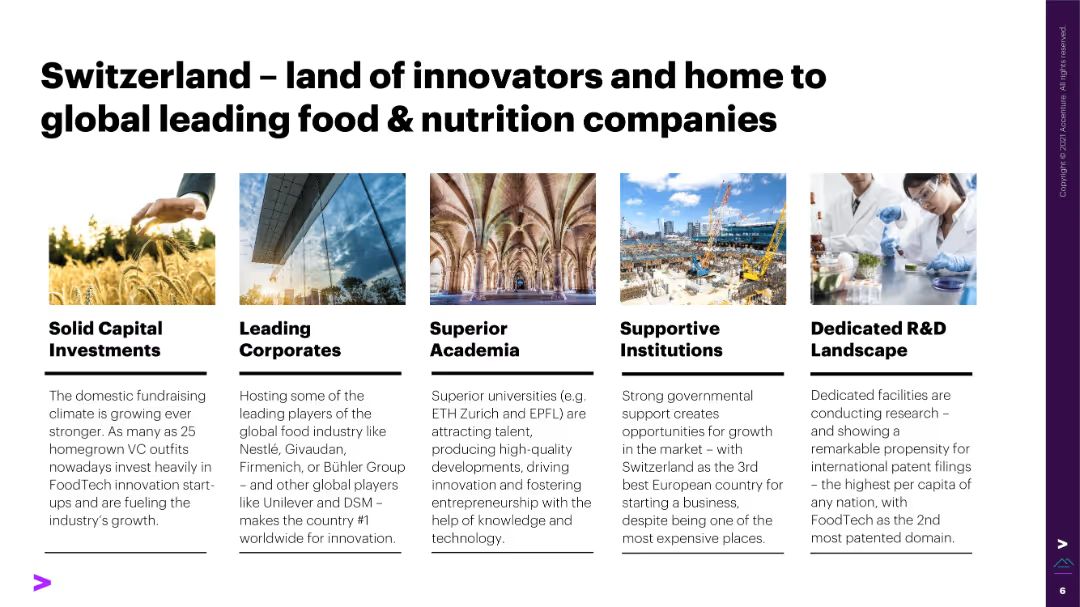 Switzerland – land of innovators and home to
global leading food & nutrition companies
Solid Capital
Investments
The domestic fundraising
climate is growing ever
stronger. As many as 25
homegrown VC outfits
nowadays invest heavily in
FoodTech innovation start-
ups and are fueling the
industry's growth.
Leading
Corporates
Hosting some of the
leading players of the
global food industry like
Nestlé, Givaudan,
Firmenich, or Bühler Group
– and other global players
like Unilever and DSM –
makes the country #1
worldwide for innovation.
Superior
Academia
Superior universities (e.g.
ETH Zurich and EPFL) are
attracting talent,
producing high-quality
developments, driving
innovation and fostering
entrepreneurship with the
help of knowledge and
technology.
Supportive
Institutions
Strong governmental
support creates
opportunities for growth
in the market – with
Switzerland as the 3rd
best European country for
starting a business,
despite being one of the
most expensive places.
Dedicated R&D
Landscape
Dedicated facilities are
conducting research –
and showing a
remarkable propensity for
international patent filings
– the highest per capita of
any nation, with
FoodTech as the 2nd
most patented domain.
Copyright © 2021 Accenture. All rights reserved.
6